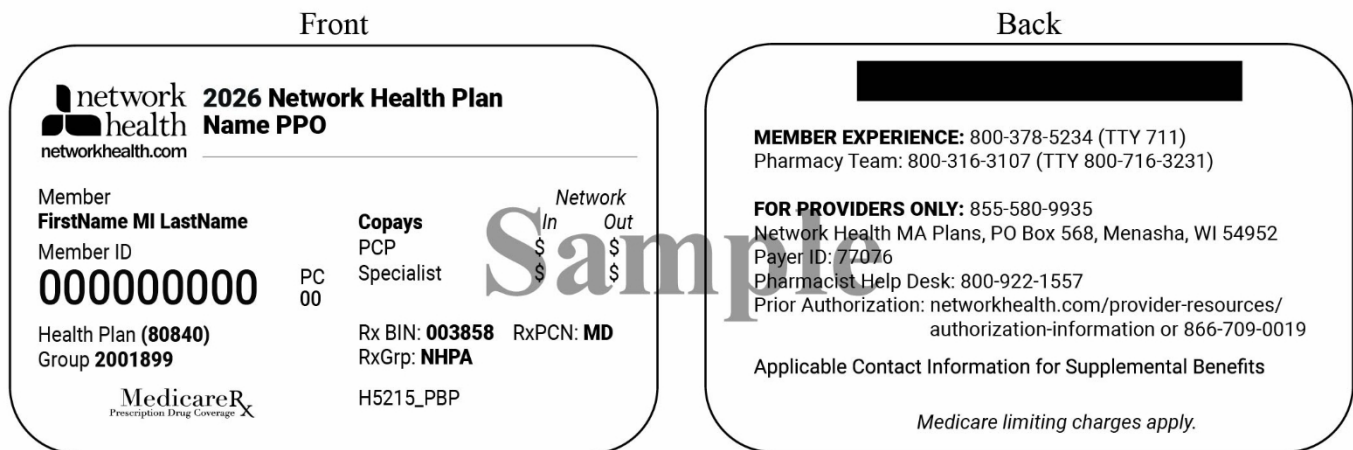 Front
network health
networkhealth.com
2026 Network Health Plan
Name PPO
Member
FirstName MI LastName
Member ID
000000000
PC
00
Health Plan (80840)
Group 2001899
MedicareRx
Prescription Drug Coverage
Network
Copays In Out
PCP $ $
Specialist $ $
Rx BIN: 003858 RxPCN: MD
RxGrp: NHPA
H5215_PBP
Sample
Back
MEMBER EXPERIENCE: 800-378-5234 (TTY 711)
Pharmacy Team: 800-316-3107 (TTY 800-716-3231)
FOR PROVIDERS ONLY: 855-580-9935
Network Health MA Plans, PO Box 568, Menasha, WI 54952
Payer ID: 77076
Pharmacist Help Desk: 800-922-1557
Prior Authorization: networkhealth.com/provider-resources/
authorization-information or 866-709-0019
Applicable Contact Information for Supplemental Benefits
Medicare limiting charges apply.